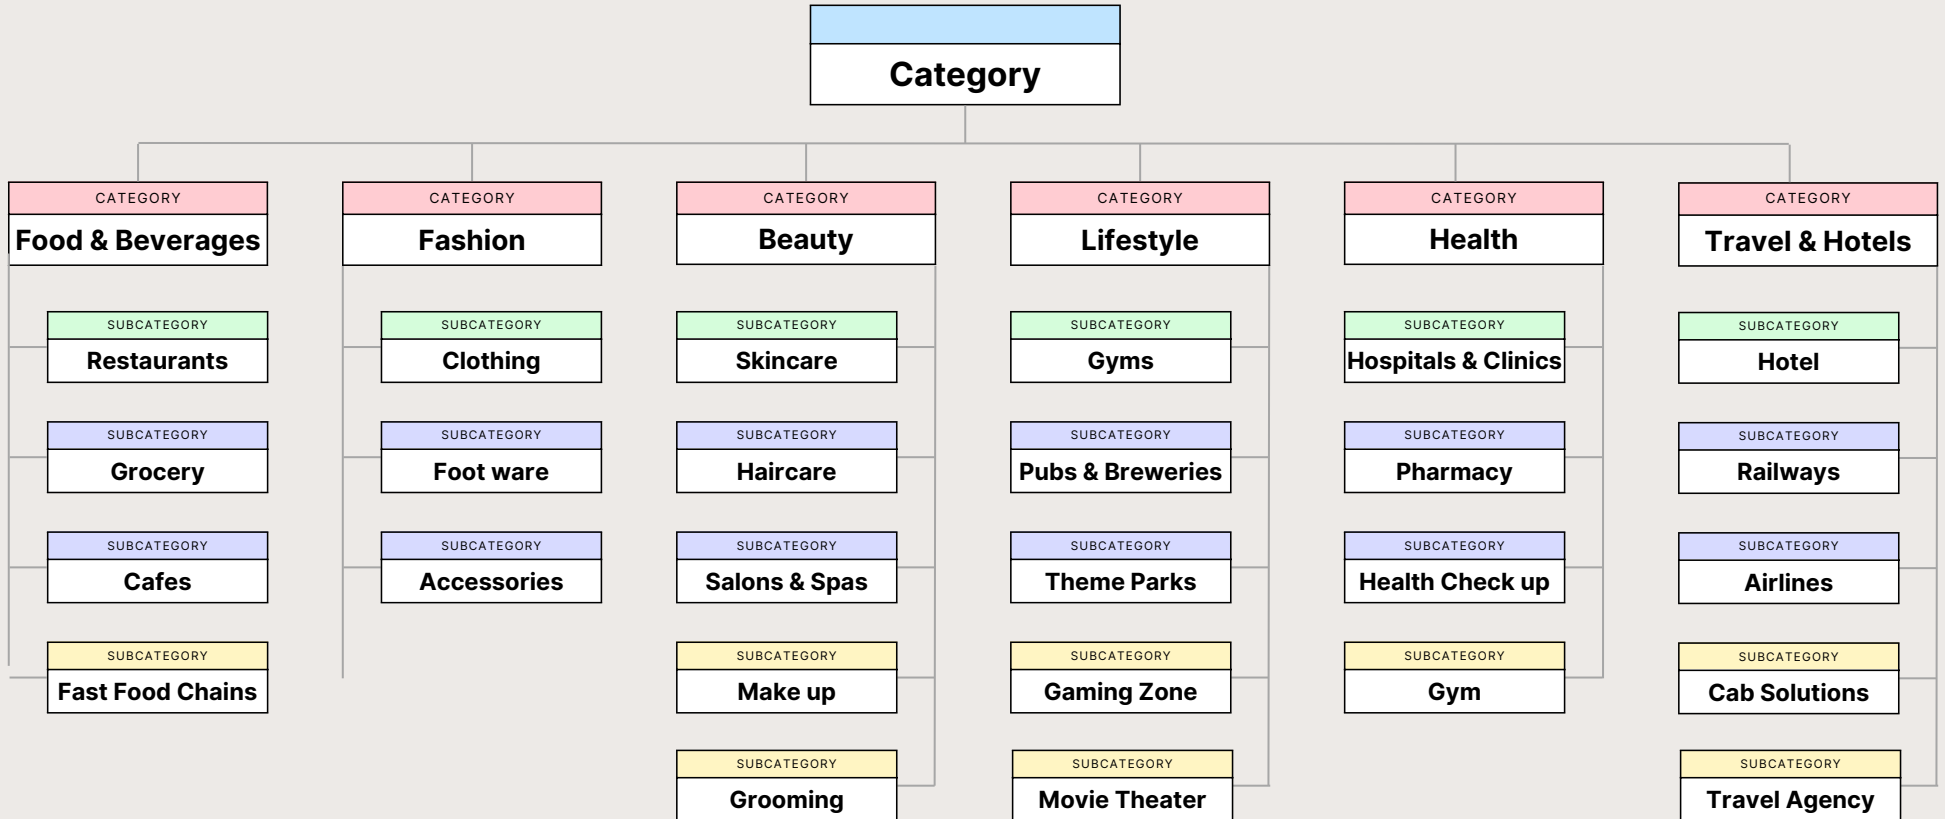 Category
CATEGORY
Food & Beverages
SUBCATEGORY
Restaurants
SUBCATEGORY
Grocery
SUBCATEGORY
Cafes
SUBCATEGORY
Fast Food Chains
CATEGORY
Fashion
SUBCATEGORY
Clothing
SUBCATEGORY
Foot ware
SUBCATEGORY
Accessories
CATEGORY
Beauty
SUBCATEGORY
Skincare
SUBCATEGORY
Haircare
SUBCATEGORY
Salons & Spas
SUBCATEGORY
Make up
SUBCATEGORY
Grooming
CATEGORY
Lifestyle
SUBCATEGORY
Gyms
SUBCATEGORY
Pubs & Breweries
SUBCATEGORY
Theme Parks
SUBCATEGORY
Gaming Zone
SUBCATEGORY
Movie Theater
CATEGORY
Health
SUBCATEGORY
Hospitals & Clinics
SUBCATEGORY
Pharmacy
SUBCATEGORY
Health Check up
SUBCATEGORY
Gym
CATEGORY
Travel & Hotels
SUBCATEGORY
Hotel
SUBCATEGORY
Railways
SUBCATEGORY
Airlines
SUBCATEGORY
Cab Solutions
SUBCATEGORY
Travel Agency